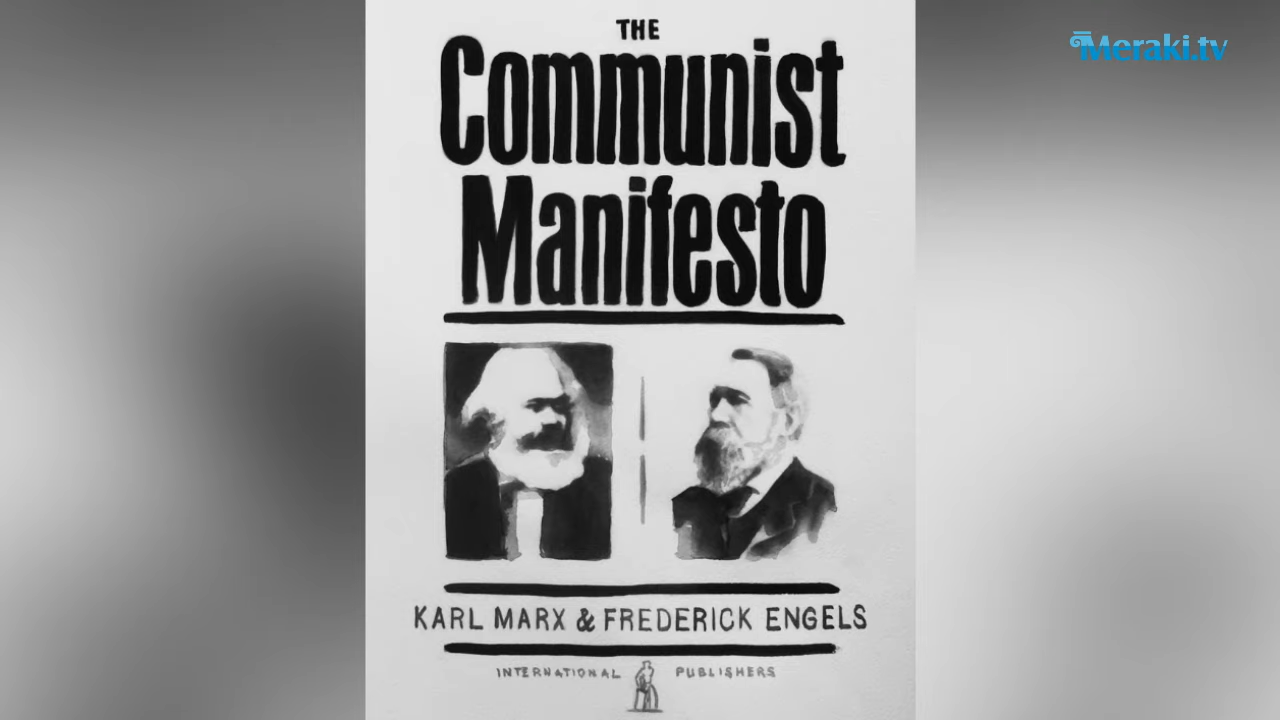 Meraki.tv
THE
Communist
Manifesto
KARL MARX & FREDERICK ENGELS
INTERNATIONAL PUBLISHERS